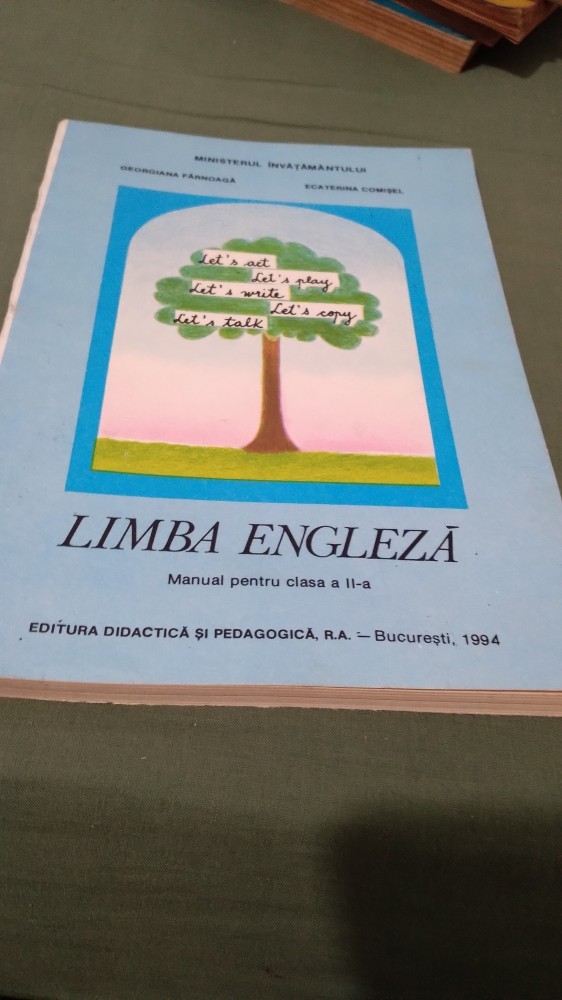 MINISTERUL ÎNVĂȚĂMÂNTULUI
GEORGIANA FÂRNOAGĂ
ECATERINA COMIȘEL
Let's act
Let's play
Let's write
Let's copy
Let's talk
LIMBA ENGLEZĂ
Manual pentru clasa a II-a
EDITURA DIDACTICĂ ȘI PEDAGOGICĂ, R.A. — București, 1994